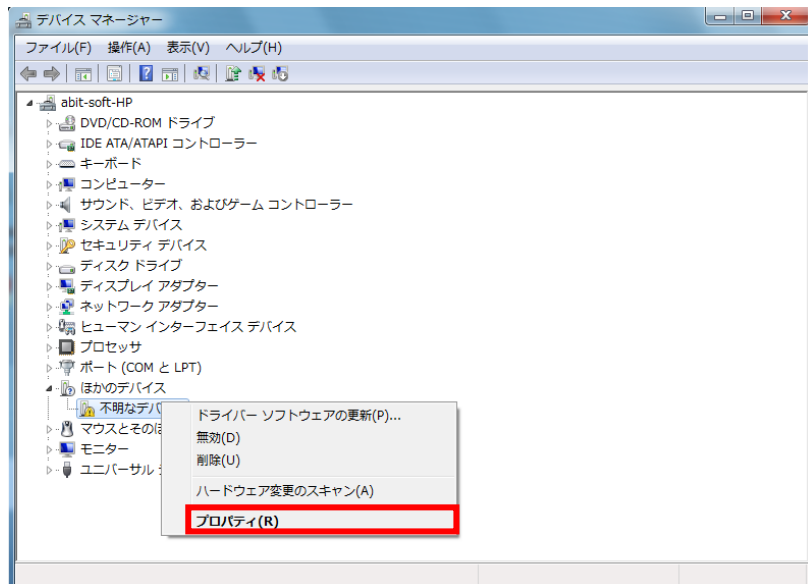 デバイス マネージャー
ファイル(F) 操作(A) 表示(V) ヘルプ(H)
abit-soft-HP
DVD/CD-ROM ドライブ
IDE ATA/ATAPI コントローラー
キーボード
コンピューター
サウンド、ビデオ、およびゲーム コントローラー
システム デバイス
セキュリティ デバイス
ディスク ドライブ
ディスプレイ アダプター
ネットワーク アダプター
ヒューマン インターフェイス デバイス
プロセッサ
ポート (COM と LPT)
ほかのデバイス
不明なデバ
マウスとそのほ
モニター
ユニバーサル
ドライバー ソフトウェアの更新(P)...
無効(D)
削除(U)
ハードウェア変更のスキャン(A)
プロパティ(R)